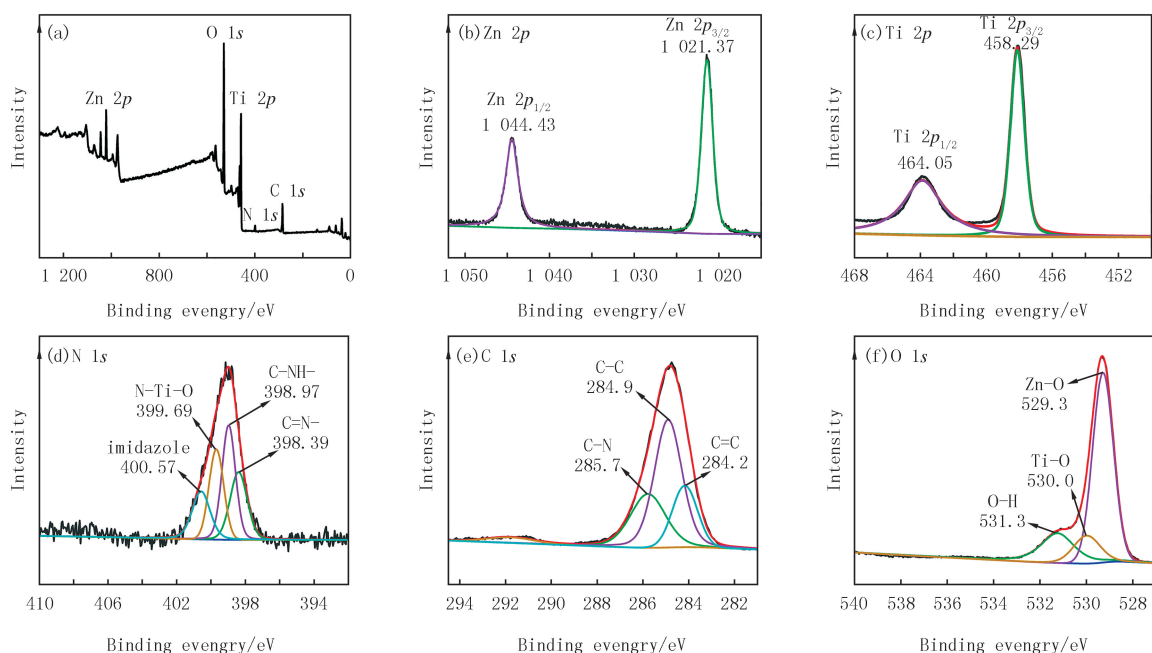 (a)
O 1s
Zn 2p
Ti 2p
C 1s
N 1s
Intensity
1 200
800
400
0
Binding evengry/eV
(b) Zn 2p
Zn 2p3/2
1 021.37
Zn 2p1/2
1 044.43
Intensity
1 050
1 040
1 030
1 020
Binding evengry/eV
(c) Ti 2p
Ti 2p3/2
458.29
Ti 2p1/2
464.05
Intensity
468
464
460
456
452
Binding evengry/eV
(d) N 1s
C-NH-
398.97
N-Ti-O
399.69
C=N-
398.39
imidazole
400.57
Intensity
410
406
402
398
394
Binding evengry/eV
(e) C 1s
C-C
284.9
C-N
285.7
C=C
284.2
Intensity
294
292
290
288
286
284
282
Binding evengry/eV
(f) O 1s
Zn-O
529.3
Ti-O
530.0
O-H
531.3
Intensity
540
538
536
534
532
530
528
Binding evengry/eV